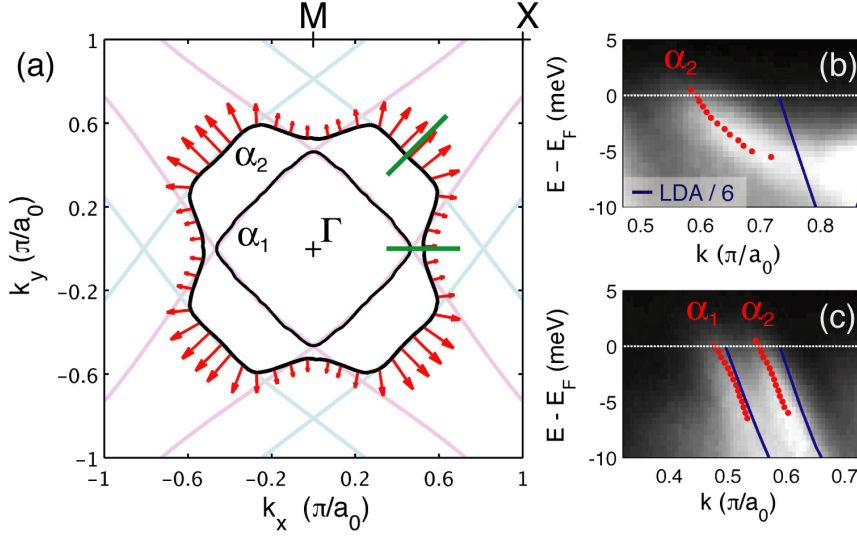 M X
(a)
1
0.6
0.2
−0.2
−0.6
−1
k_y (π/a_0)
α_2
α_1
Γ
−1 −0.6 −0.2 0.2 0.6 1
k_x (π/a_0)
(b)
α_2
5
0
-5
-10
E − E_F (meV)
LDA / 6
0.5 0.6 0.7 0.8
k (π/a_0)
(c)
α_1 α_2
5
0
-5
-10
E - E_F (meV)
0.4 0.5 0.6 0.7
k (π/a_0)